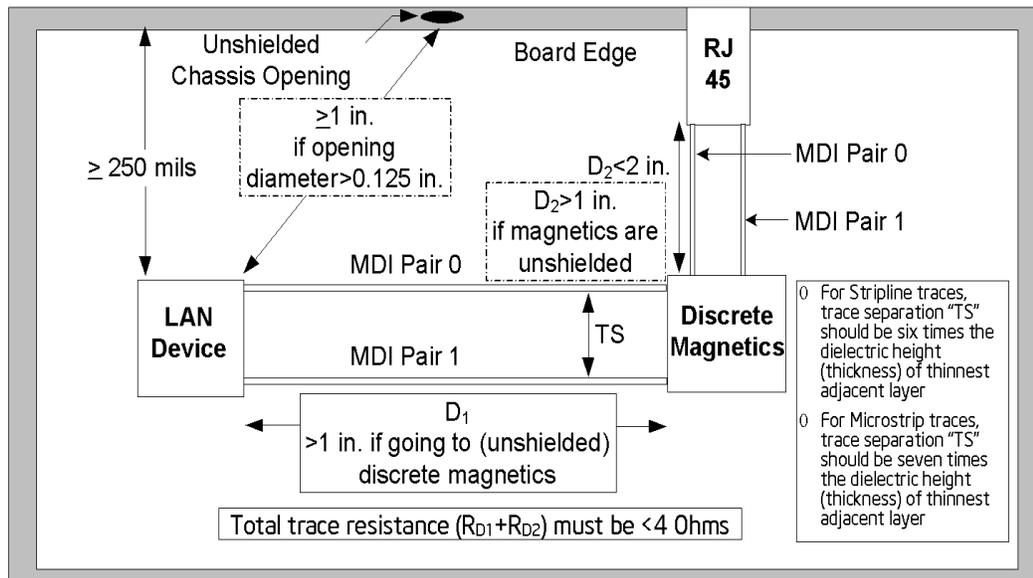 Unshielded
Chassis Opening
Board Edge
RJ
45
≥1 in.
if opening
diameter>0.125 in.
≥ 250 mils
D₂<2 in.
MDI Pair 0
D₂>1 in.
if magnetics are
unshielded
MDI Pair 1
MDI Pair 0
LAN
Device
TS
Discrete
Magnetics
MDI Pair 1
D₁
>1 in. if going to (unshielded)
discrete magnetics
Total trace resistance (R_D1+R_D2) must be <4 Ohms
() For Stripline traces,
trace separation “TS”
should be six times the
dielectric height
(thickness) of thinnest
adjacent layer
() For Microstrip traces,
trace separation “TS”
should be seven times
the dielectric height
(thickness) of thinnest
adjacent layer